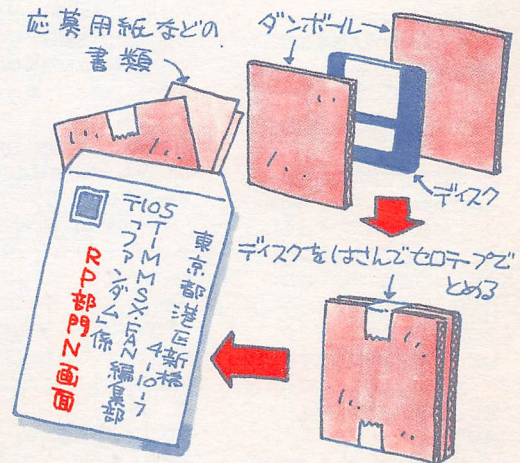 応募用紙などの
書類
ダンボール
ディスク
ディスクをはさんでセロテープで
とめる
〒105
東京都港区新橋
4-10-7
TIM MSX・FAN編集部
「ファンダム」係
RP部門N画面